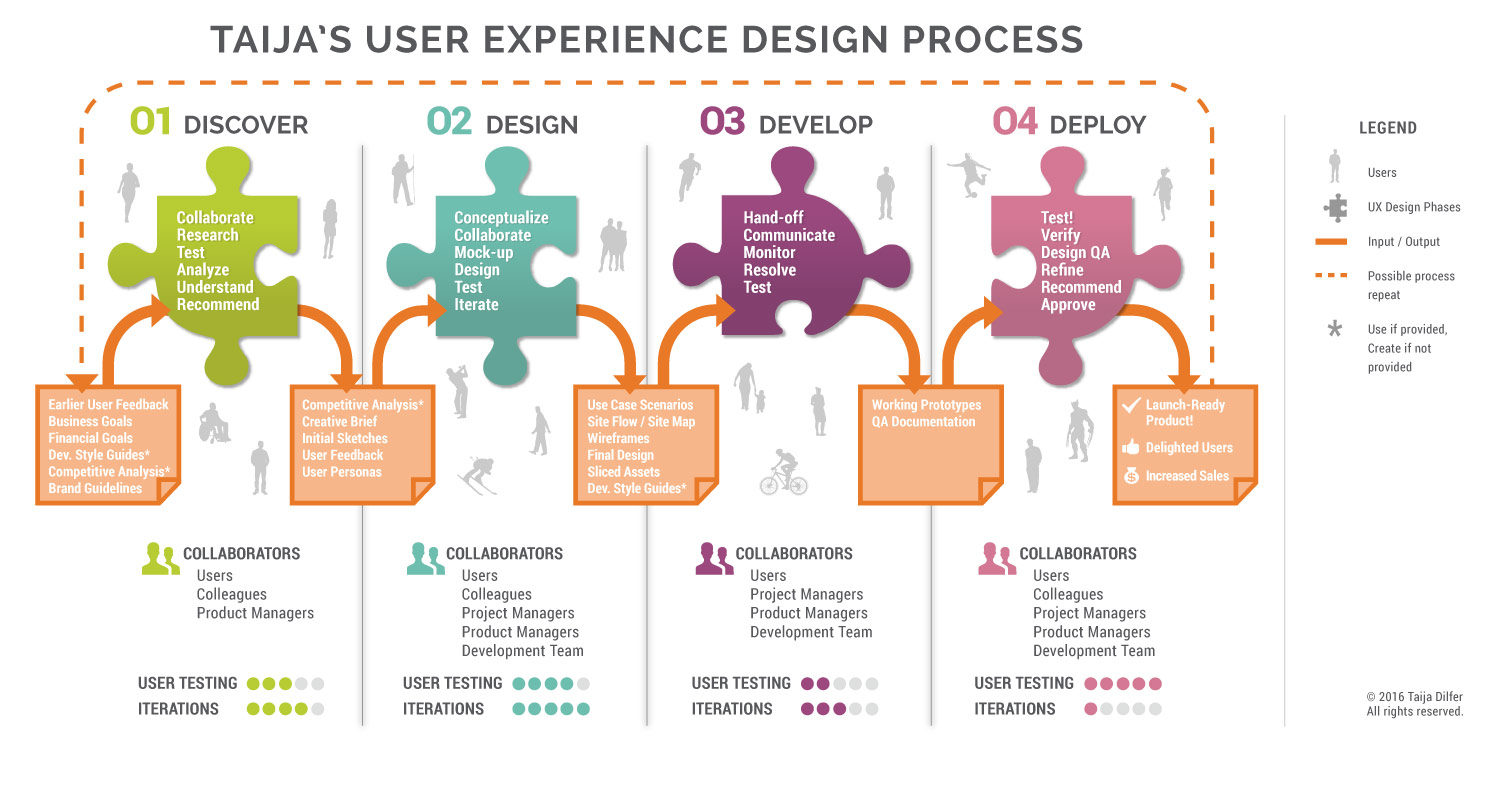 TAIJA'S USER EXPERIENCE DESIGN PROCESS
01 DISCOVER
Collaborate
Research
Test
Analyze
Understand
Recommend
02 DESIGN
Conceptualize
Collaborate
Mock-up
Design
Test
Iterate
03 DEVELOP
Hand-off
Communicate
Monitor
Resolve
Test
04 DEPLOY
Test!
Verify
Design QA
Refine
Recommend
Approve
Earlier User Feedback
Business Goals
Financial Goals
Dev. Style Guides*
Competitive Analysis*
Brand Guidelines
Competitive Analysis*
Creative Brief
Initial Sketches
User Feedback
User Personas
Use Case Scenarios
Site Flow / Site Map
Wireframes
Final Design
Sliced Assets
Dev. Style Guides*
Working Prototypes
QA Documentation
Launch-Ready
Product!
Delighted Users
$ Increased Sales
COLLABORATORS
Users
Colleagues
Product Managers
USER TESTING
ITERATIONS
COLLABORATORS
Users
Colleagues
Project Managers
Product Managers
Development Team
USER TESTING
ITERATIONS
COLLABORATORS
Users
Project Managers
Product Managers
Development Team
USER TESTING
ITERATIONS
COLLABORATORS
Users
Colleagues
Project Managers
Product Managers
Development Team
USER TESTING
ITERATIONS
LEGEND
Users
UX Design Phases
Input / Output
Possible process
repeat
* Use if provided,
Create if not
provided
© 2016 Taija Dilfer
All rights reserved.